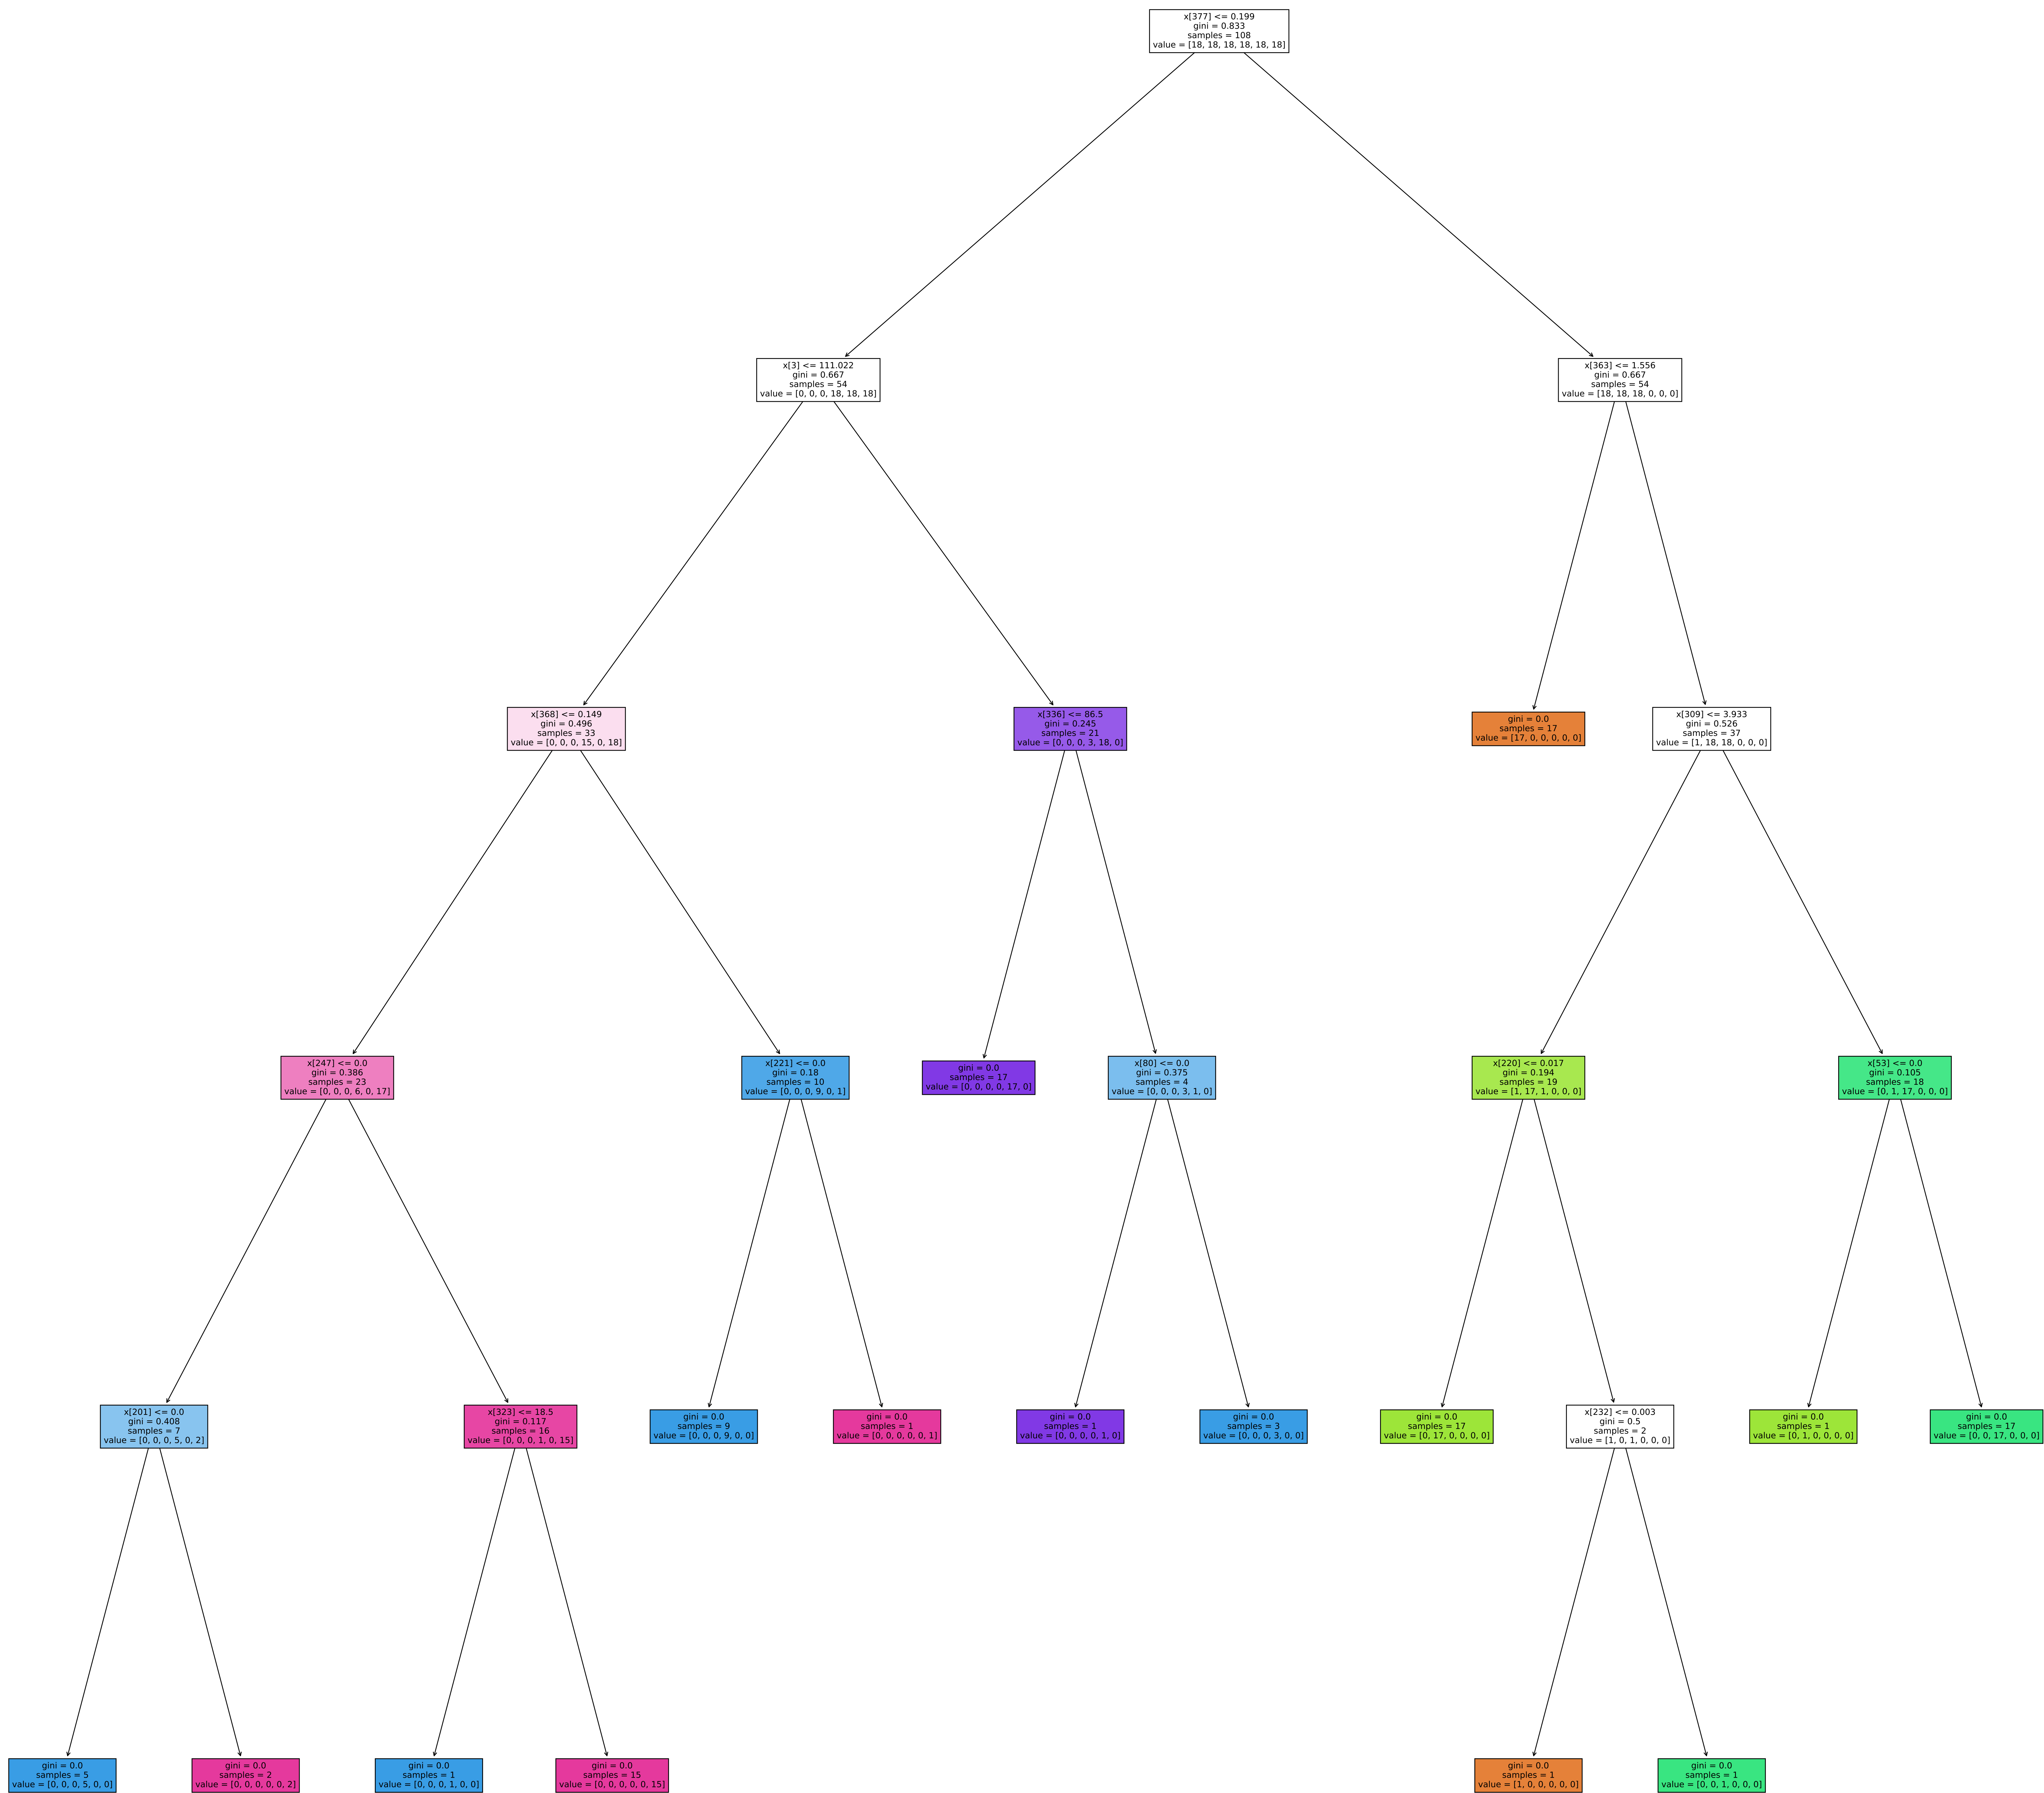 x[377] <= 0.199
gini = 0.833
samples = 108
value = [18, 18, 18, 18, 18, 18]
x[3] <= 111.022
gini = 0.667
samples = 54
value = [0, 0, 0, 18, 18, 18]
x[363] <= 1.556
gini = 0.667
samples = 54
value = [18, 18, 18, 0, 0, 0]
x[368] <= 0.149
gini = 0.496
samples = 33
value = [0, 0, 0, 15, 0, 18]
x[336] <= 86.5
gini = 0.245
samples = 21
value = [0, 0, 0, 3, 18, 0]
gini = 0.0
samples = 17
value = [17, 0, 0, 0, 0, 0]
x[309] <= 3.933
gini = 0.526
samples = 37
value = [1, 18, 18, 0, 0, 0]
x[247] <= 0.0
gini = 0.386
samples = 23
value = [0, 0, 0, 6, 0, 17]
x[221] <= 0.0
gini = 0.18
samples = 10
value = [0, 0, 0, 9, 0, 1]
gini = 0.0
samples = 17
value = [0, 0, 0, 0, 17, 0]
x[80] <= 0.0
gini = 0.375
samples = 4
value = [0, 0, 0, 3, 1, 0]
x[220] <= 0.017
gini = 0.194
samples = 19
value = [1, 17, 1, 0, 0, 0]
x[53] <= 0.0
gini = 0.105
samples = 18
value = [0, 1, 17, 0, 0, 0]
x[201] <= 0.0
gini = 0.408
samples = 7
value = [0, 0, 0, 5, 0, 2]
x[323] <= 18.5
gini = 0.117
samples = 16
value = [0, 0, 0, 1, 0, 15]
gini = 0.0
samples = 9
value = [0, 0, 0, 9, 0, 0]
gini = 0.0
samples = 1
value = [0, 0, 0, 0, 0, 1]
gini = 0.0
samples = 1
value = [0, 0, 0, 0, 1, 0]
gini = 0.0
samples = 3
value = [0, 0, 0, 3, 0, 0]
gini = 0.0
samples = 17
value = [0, 17, 0, 0, 0, 0]
x[232] <= 0.003
gini = 0.5
samples = 2
value = [1, 0, 1, 0, 0, 0]
gini = 0.0
samples = 1
value = [0, 1, 0, 0, 0, 0]
gini = 0.0
samples = 17
value = [0, 0, 17, 0, 0, 0]
gini = 0.0
samples = 5
value = [0, 0, 0, 5, 0, 0]
gini = 0.0
samples = 2
value = [0, 0, 0, 0, 0, 2]
gini = 0.0
samples = 1
value = [0, 0, 0, 1, 0, 0]
gini = 0.0
samples = 15
value = [0, 0, 0, 0, 0, 15]
gini = 0.0
samples = 1
value = [1, 0, 0, 0, 0, 0]
gini = 0.0
samples = 1
value = [0, 0, 1, 0, 0, 0]